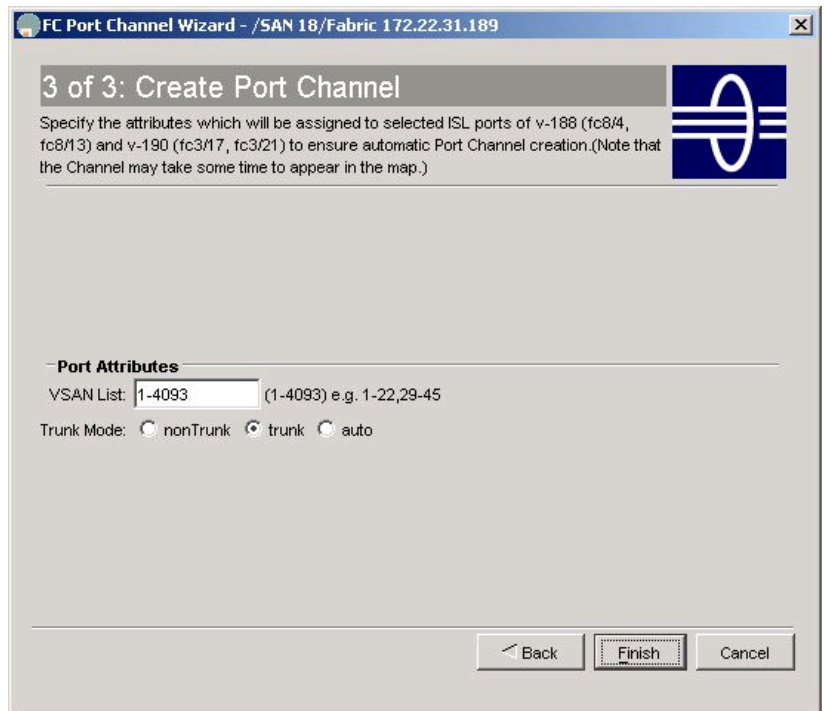 FC Port Channel Wizard - /SAN 18/Fabric 172.22.31.189
3 of 3: Create Port Channel
Specify the attributes which will be assigned to selected ISL ports of v-188 (fc8/4,
fc8/13) and v-190 (fc3/17, fc3/21) to ensure automatic Port Channel creation.(Note that
the Channel may take some time to appear in the map.)
Port Attributes
VSAN List: 1-4093 (1-4093) e.g. 1-22,29-45
Trunk Mode: nonTrunk trunk auto
Back Finish Cancel